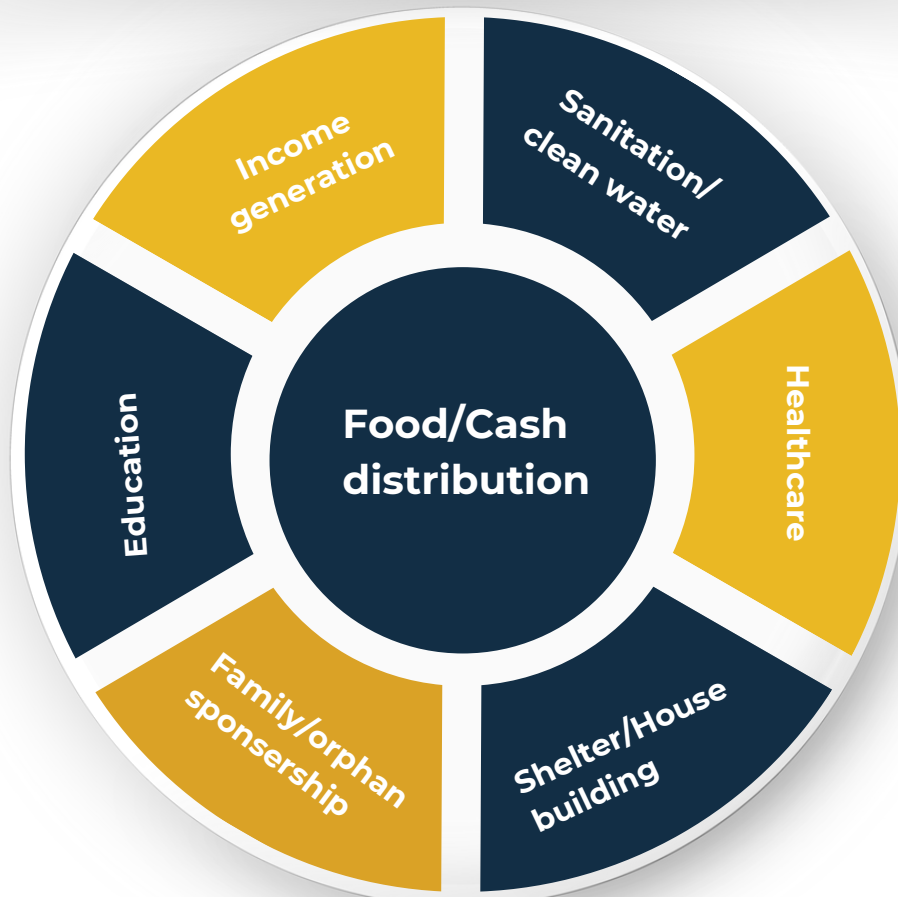 Income
generation
Sanitation/
clean water
Healthcare
Education
Food/Cash
distribution
Family/orphan
sponsership
Shelter/House
building